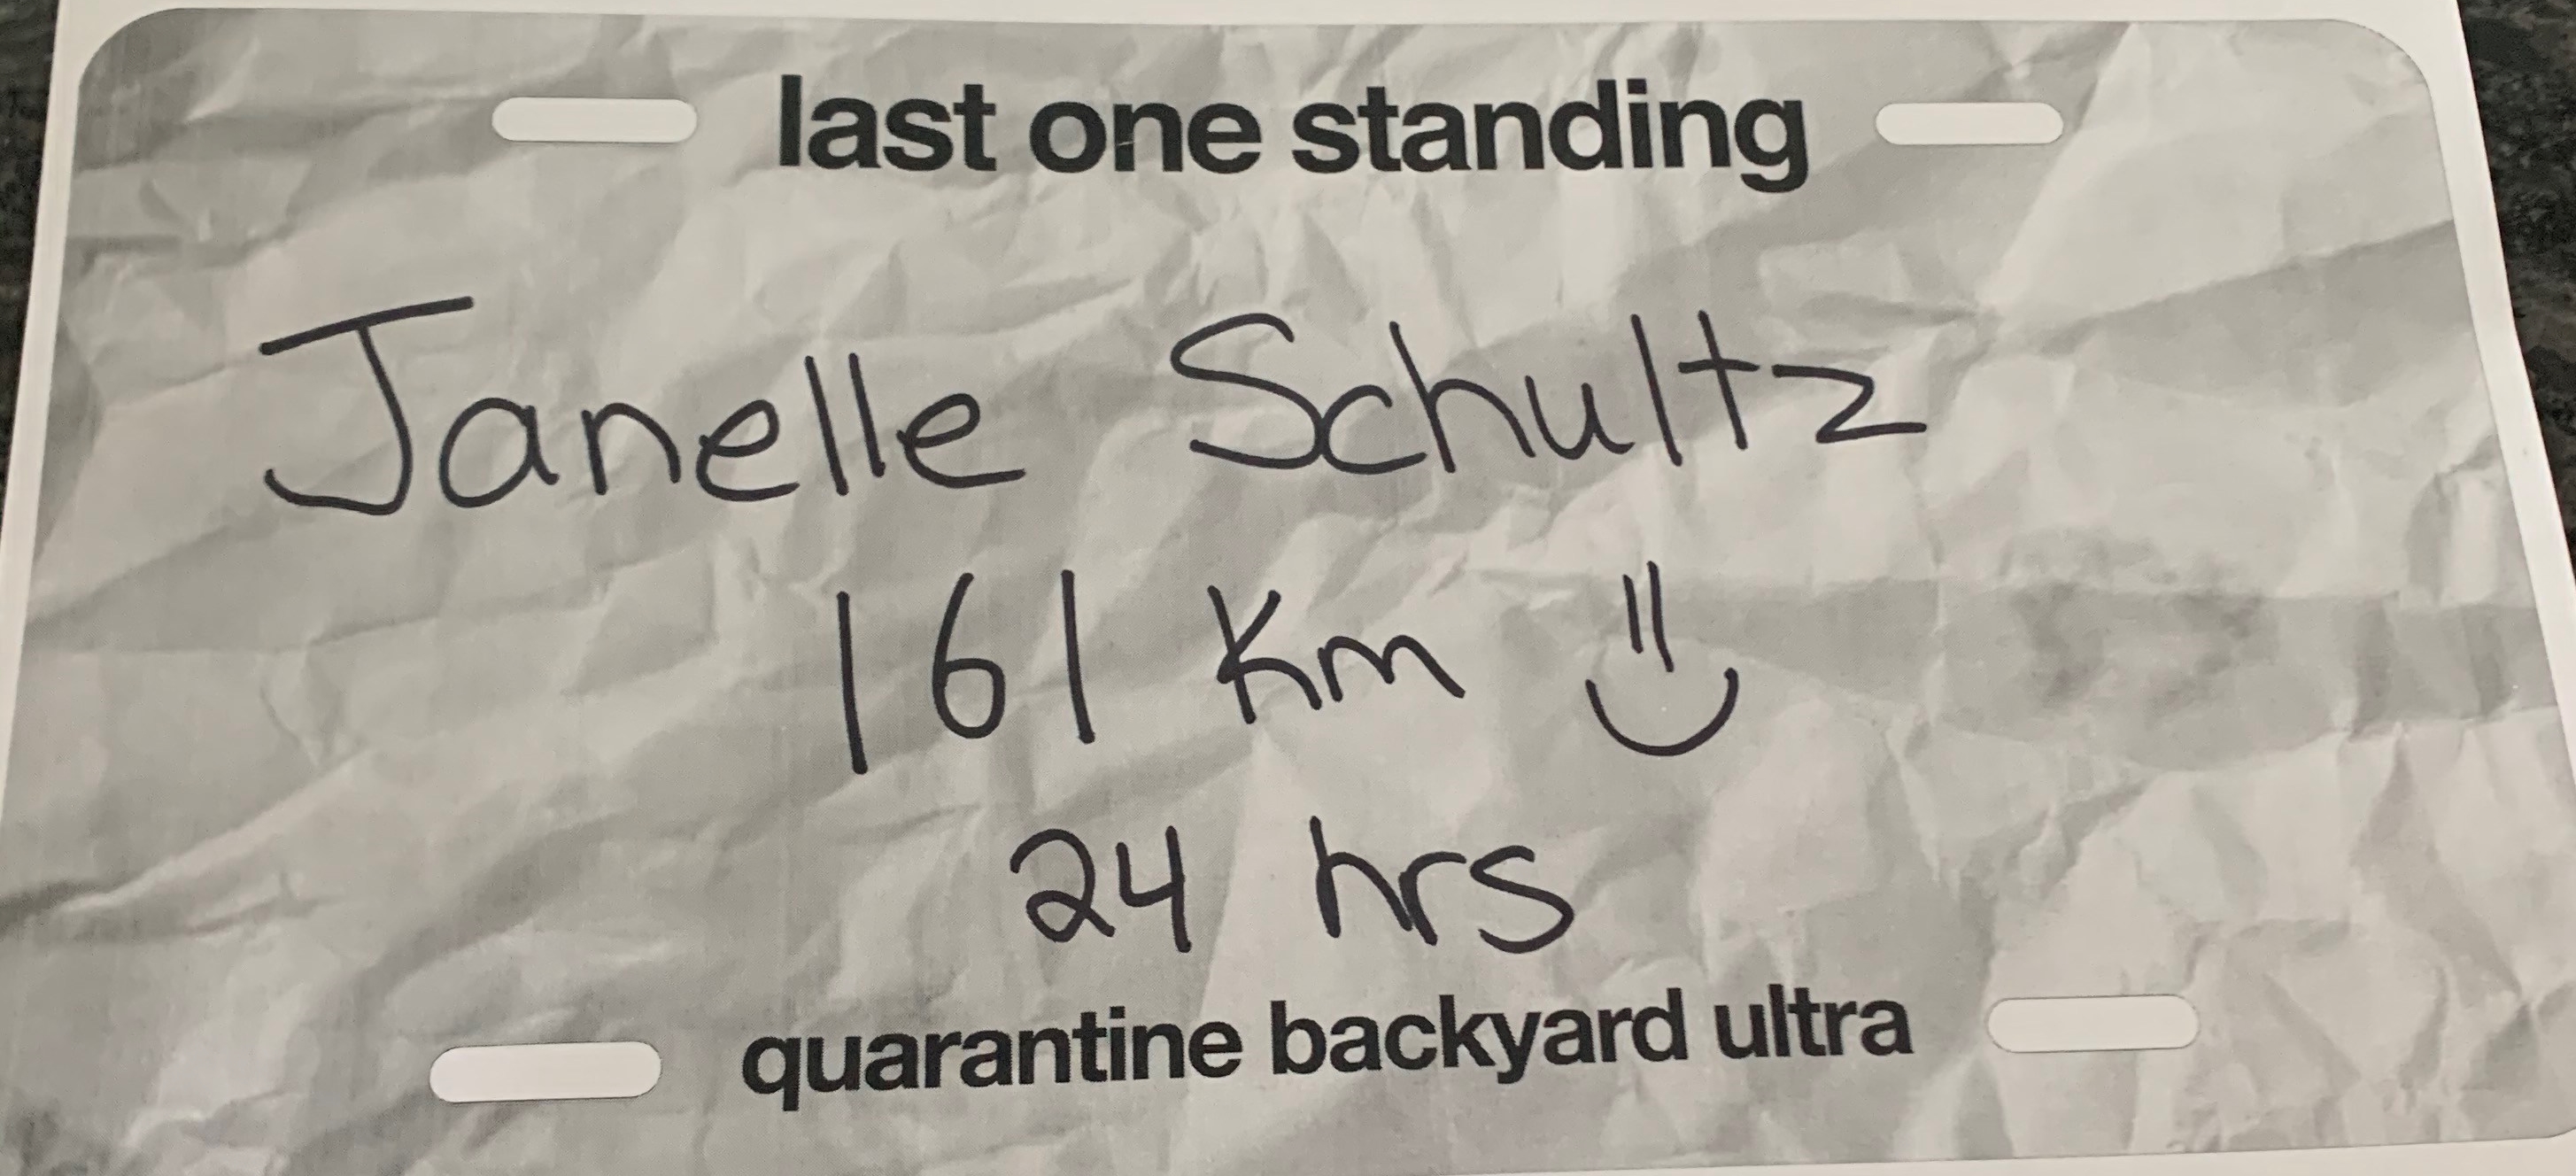 last one standing
Janelle Schultz
161 Km
24 hrs
quarantine backyard ultra